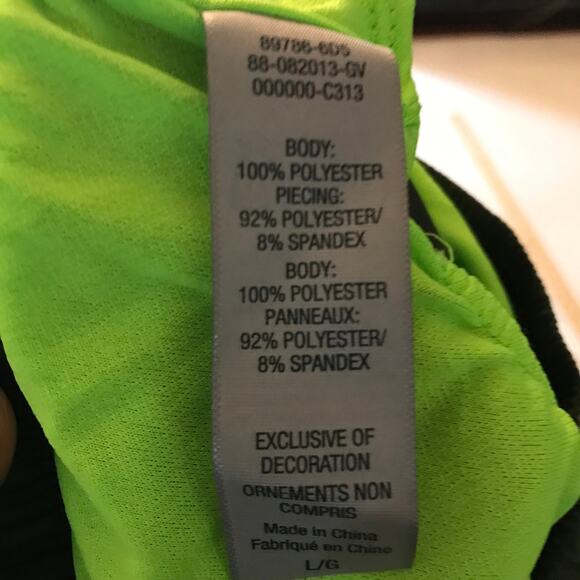 89786-6D5
88-082013-GV
000000-C313
BODY:
100% POLYESTER
PIECING:
92% POLYESTER/
8% SPANDEX
BODY:
100% POLYESTER
PANNEAUX:
92% POLYESTER/
8% SPANDEX
EXCLUSIVE OF
DECORATION
ORNEMENTS NON
COMPRIS
Made in China
Fabriqué en Chine
L/G